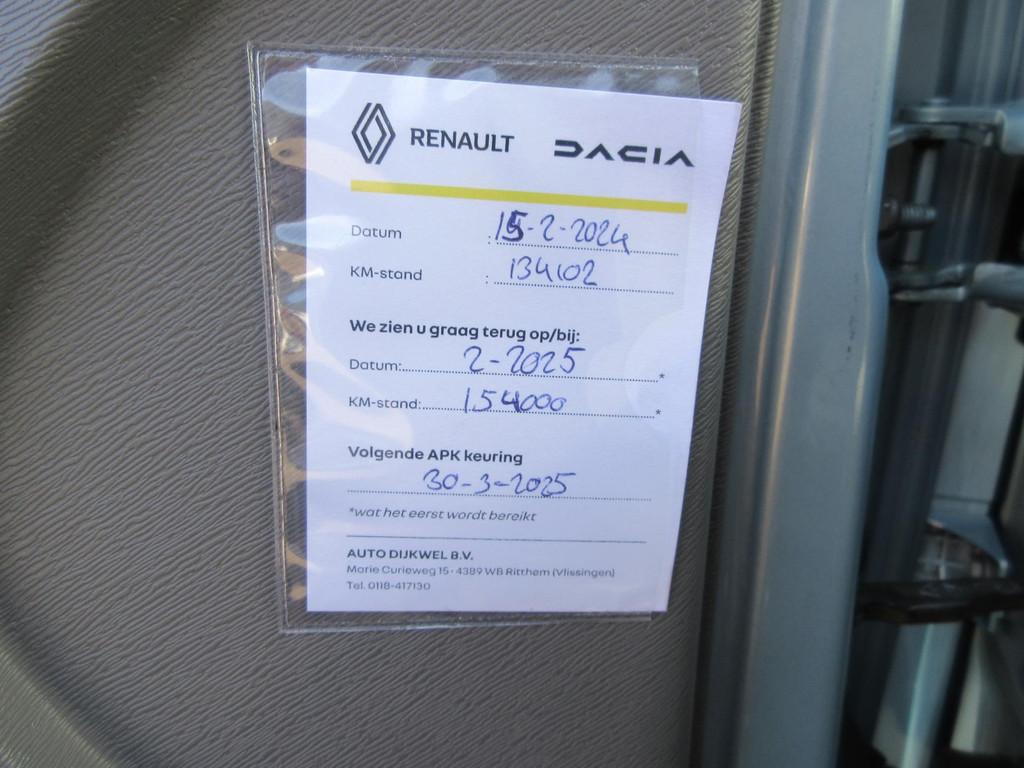 RENAULT DACIA
Datum : 15-2-2024
KM-stand : 134102
We zien u graag terug op/bij:
Datum: 2-2025 *
KM-stand: 154000 *
Volgende APK keuring
30-3-2025
*wat het eerst wordt bereikt
AUTO DIJKWEL B.V.
Marie Curieweg 15 - 4389 WB Ritthem (Vlissingen)
Tel. 0118-417130